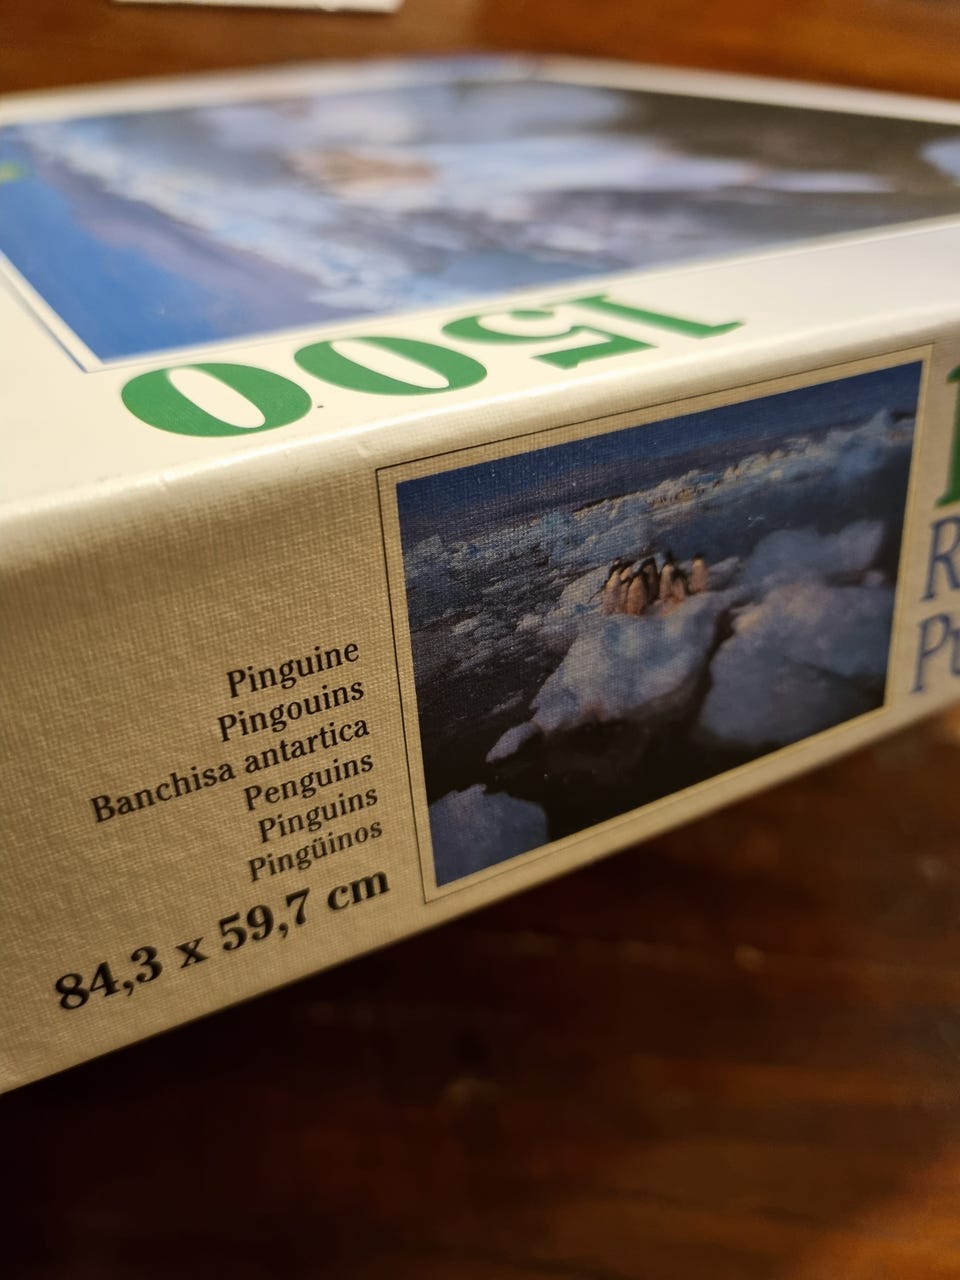 1500
Pinguine
Pingouins
Banchisa antartica
Penguins
Pinguins
Pingüinos
84,3 x 59,7 cm